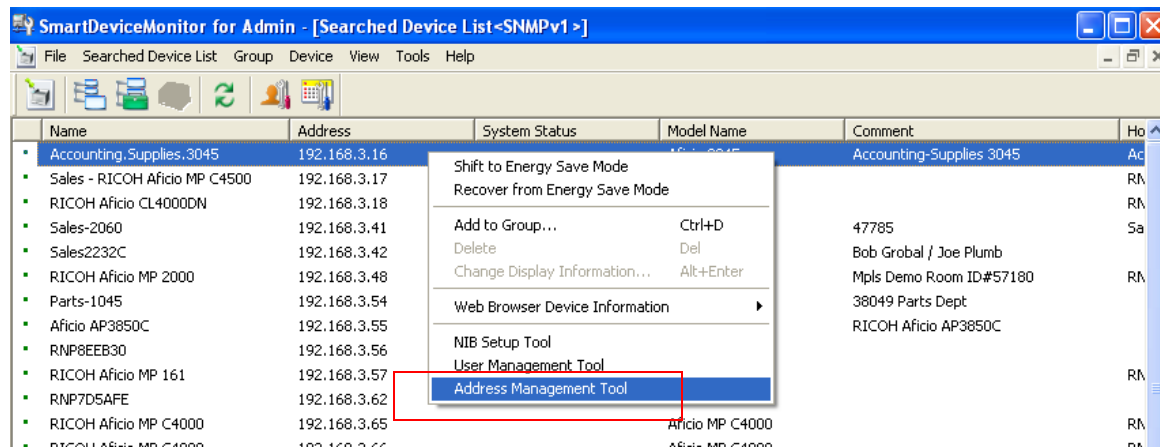 SmartDeviceMonitor for Admin - [Searched Device List<SNMPv1>]
File Searched Device List Group Device View Tools Help
Name Address System Status Model Name Comment Ho
Accounting.Supplies.3045 192.168.3.16 Accounting-Supplies 3045 Ac
Sales - RICOH Aficio MP C4500 192.168.3.17 RN
RICOH Aficio CL4000DN 192.168.3.18 RN
Sales-2060 192.168.3.41 47785 Sa
Sales2232C 192.168.3.42 Bob Grobal / Joe Plumb
RICOH Aficio MP 2000 192.168.3.48 Mpls Demo Room ID#57180 RN
Parts-1045 192.168.3.54 38049 Parts Dept
Aficio AP3850C 192.168.3.55 RICOH Aficio AP3850C
RNP8EEB30 192.168.3.56
RICOH Aficio MP 161 192.168.3.57 RN
RNP7D5AFE 192.168.3.62
RICOH Aficio MP C4000 192.168.3.65 Aficio MP C4000 RN
Shift to Energy Save Mode
Recover from Energy Save Mode
Add to Group... Ctrl+D
Delete Del
Change Display Information... Alt+Enter
Web Browser Device Information
NIB Setup Tool
User Management Tool
Address Management Tool